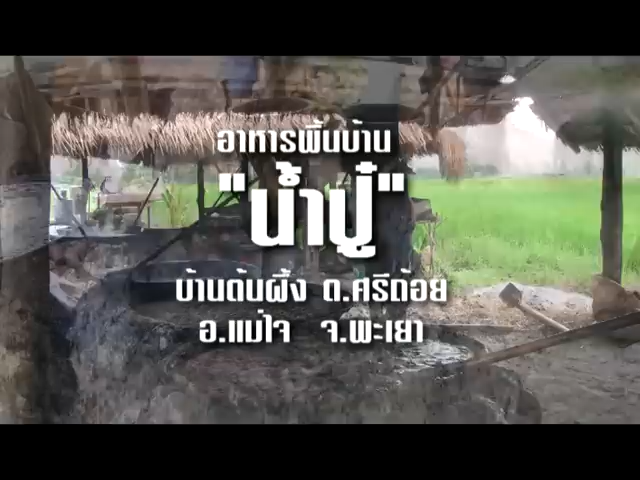 อาหารพื้นบ้าน
"น้ำปู๋"
บ้านต้นผึ้ง ต.ศรีถ้อย
อ.แม่ใจ จ.พะเยา